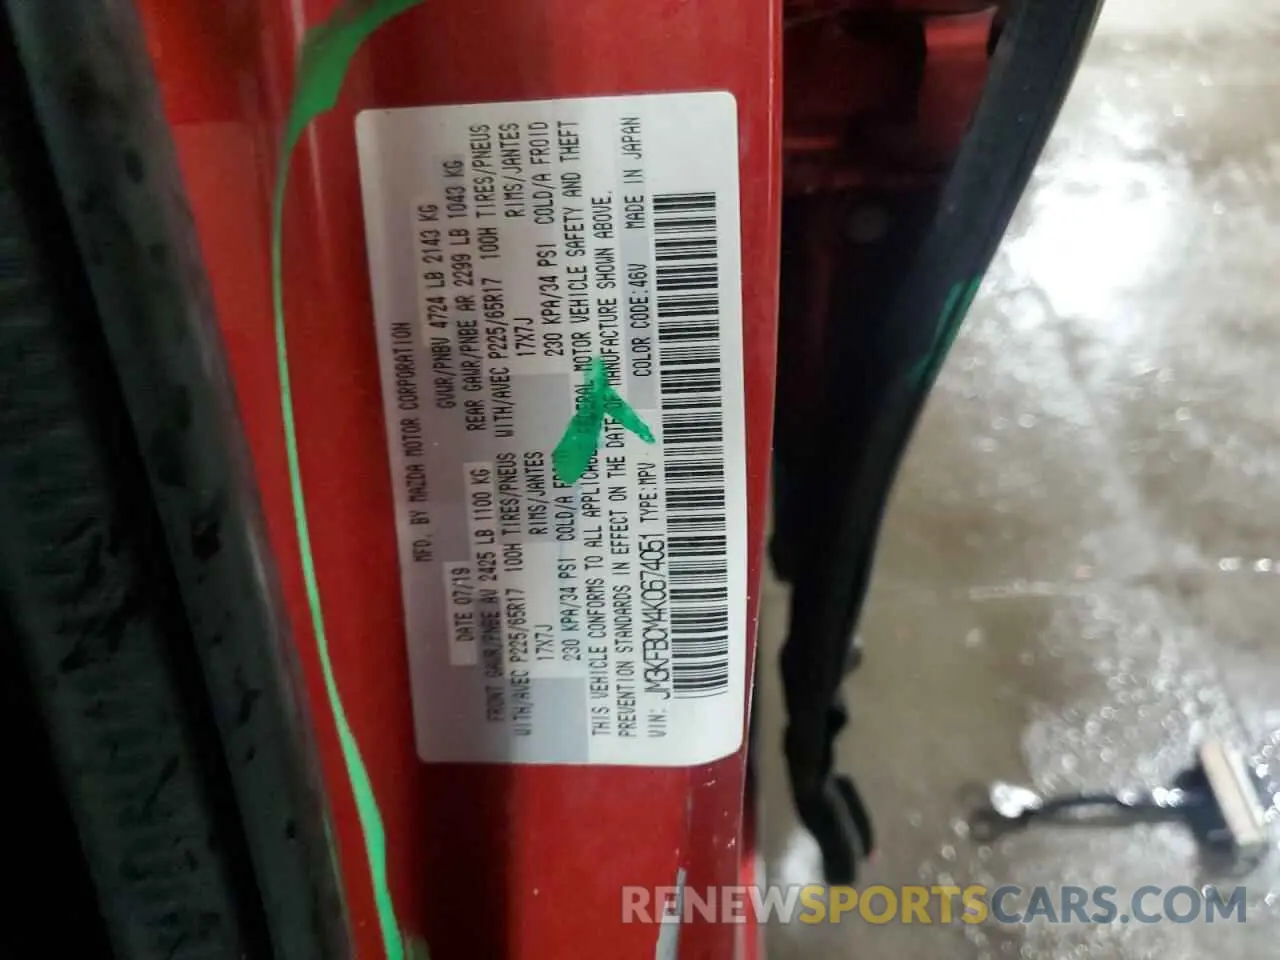 MFD. BY MAZDA MOTOR CORPORATION
DATE 07/19 GVWR/PNBV 4724 LB 2143 KG
FRONT GAWR/PNBE AV 2425 LB 1100 KG REAR GAWR/PNBE AR 2299 LB 1043 KG
WITH/AVEC P225/65R17 100H TIRES/PNEUS WITH/AVEC P225/65R17 100H TIRES/PNEUS
17X7J RIMS/JANTES 17X7J RIMS/JANTES
230 KPA/34 PSI COLD/A 230 KPA/34 PSI COLD/A FROID
THIS VEHICLE CONFORMS TO ALL APPLICABLE FEDERAL MOTOR VEHICLE SAFETY AND THEFT
PREVENTION STANDARDS IN EFFECT ON THE DATE OF MANUFACTURE SHOWN ABOVE.
VIN: JM3KFBCM4K0674051 TYPE:MPV COLOR CODE:46V MADE IN JAPAN
RENEWSPORTSCARS.COM